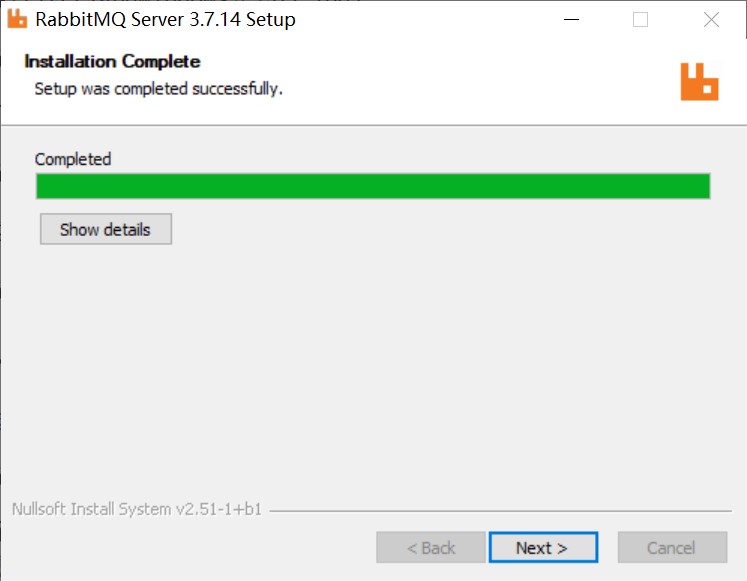 RabbitMQ Server 3.7.14 Setup
Installation Complete
Setup was completed successfully.
Completed
Show details
Nullsoft Install System v2.51-1+b1
< Back Next > Cancel